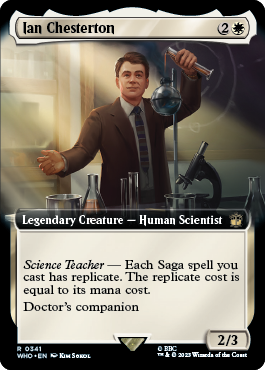 Ian Chesterton 2
Legendary Creature — Human Scientist
Science Teacher — Each Saga spell you
cast has replicate. The replicate cost is
equal to its mana cost.
Doctor's companion
2/3
R 0341
WHO • EN Kim Sokol
© BBC
™ & © 2023 Wizards of the Coast